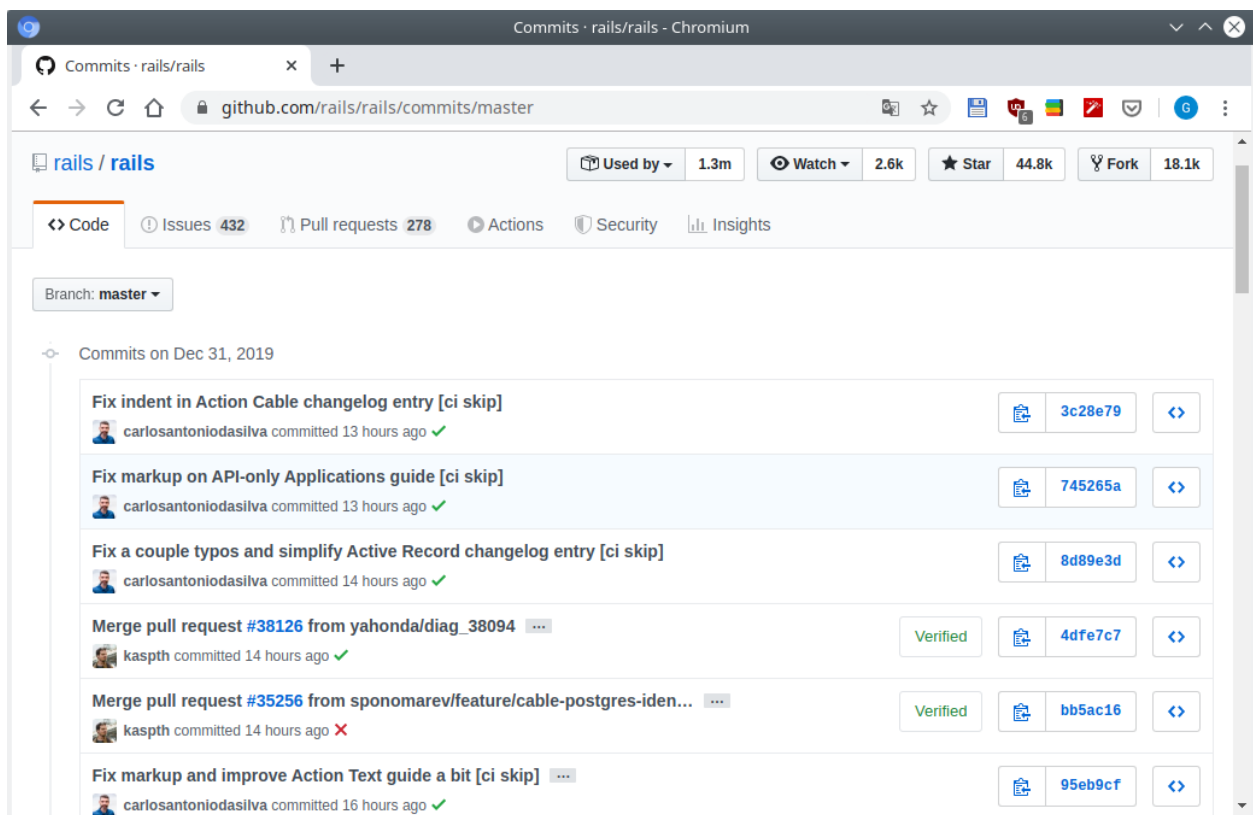 Commits · rails/rails - Chromium
Commits · rails/rails
github.com/rails/rails/commits/master
6
G
rails / rails
Used by 1.3m Watch 2.6k Star 44.8k Fork 18.1k
Code Issues 432 Pull requests 278 Actions Security Insights
Branch: master
Commits on Dec 31, 2019
Fix indent in Action Cable changelog entry [ci skip]
carlosantoniodasilva committed 13 hours ago
3c28e79
Fix markup on API-only Applications guide [ci skip]
carlosantoniodasilva committed 13 hours ago
745265a
Fix a couple typos and simplify Active Record changelog entry [ci skip]
carlosantoniodasilva committed 14 hours ago
8d89e3d
Merge pull request #38126 from yahonda/diag_38094 …
kaspth committed 14 hours ago
Verified 4dfe7c7
Merge pull request #35256 from sponomarev/feature/cable-postgres-iden… …
kaspth committed 14 hours ago
Verified bb5ac16
Fix markup and improve Action Text guide a bit [ci skip] …
carlosantoniodasilva committed 16 hours ago
95eb9cf